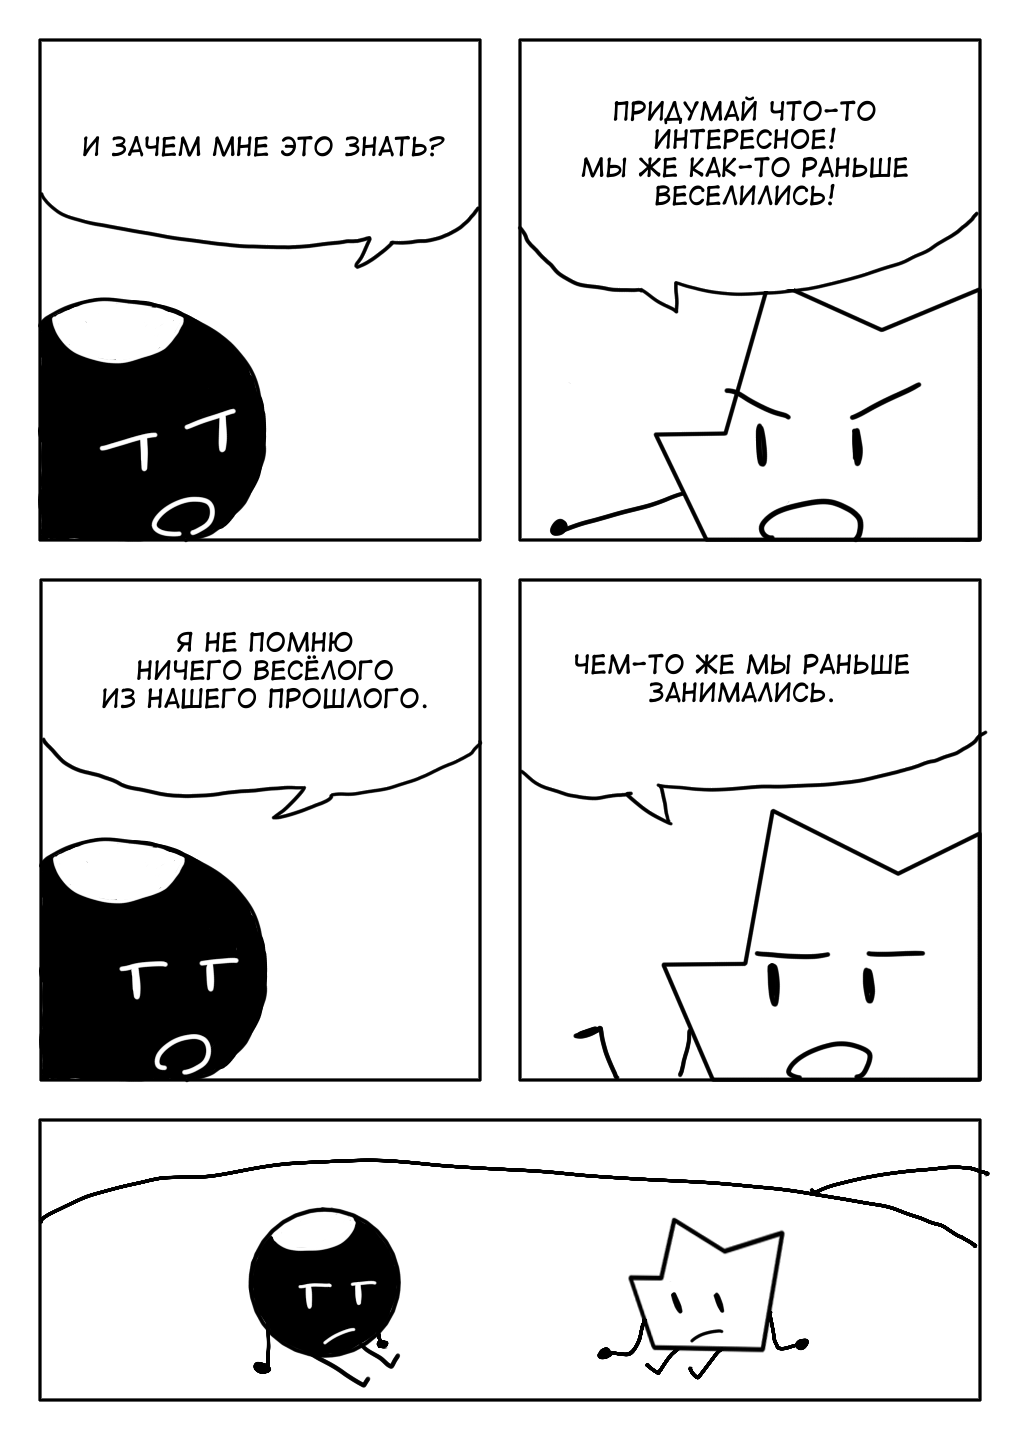 И ЗАЧЕМ МНЕ ЭТО ЗНАТЬ?
ПРИДУМАЙ ЧТО-ТО
ИНТЕРЕСНОЕ!
МЫ ЖЕ КАК-ТО РАНЬШЕ
ВЕСЕЛИЛИСЬ!
Я НЕ ПОМНЮ
НИЧЕГО ВЕСЁЛОГО
ИЗ НАШЕГО ПРОШЛОГО.
ЧЕМ-ТО ЖЕ МЫ РАНЬШЕ
ЗАНИМАЛИСЬ.